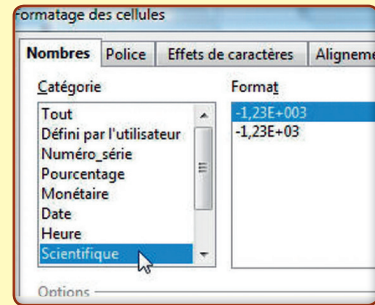 Formatage des cellules
Nombres Police Effets de caractères Aligneme
Catégorie
Tout
Défini par l'utilisateur
Numéro_série
Pourcentage
Monétaire
Date
Heure
Scientifique
Format
-1,23E+003
-1,23E+03
Options